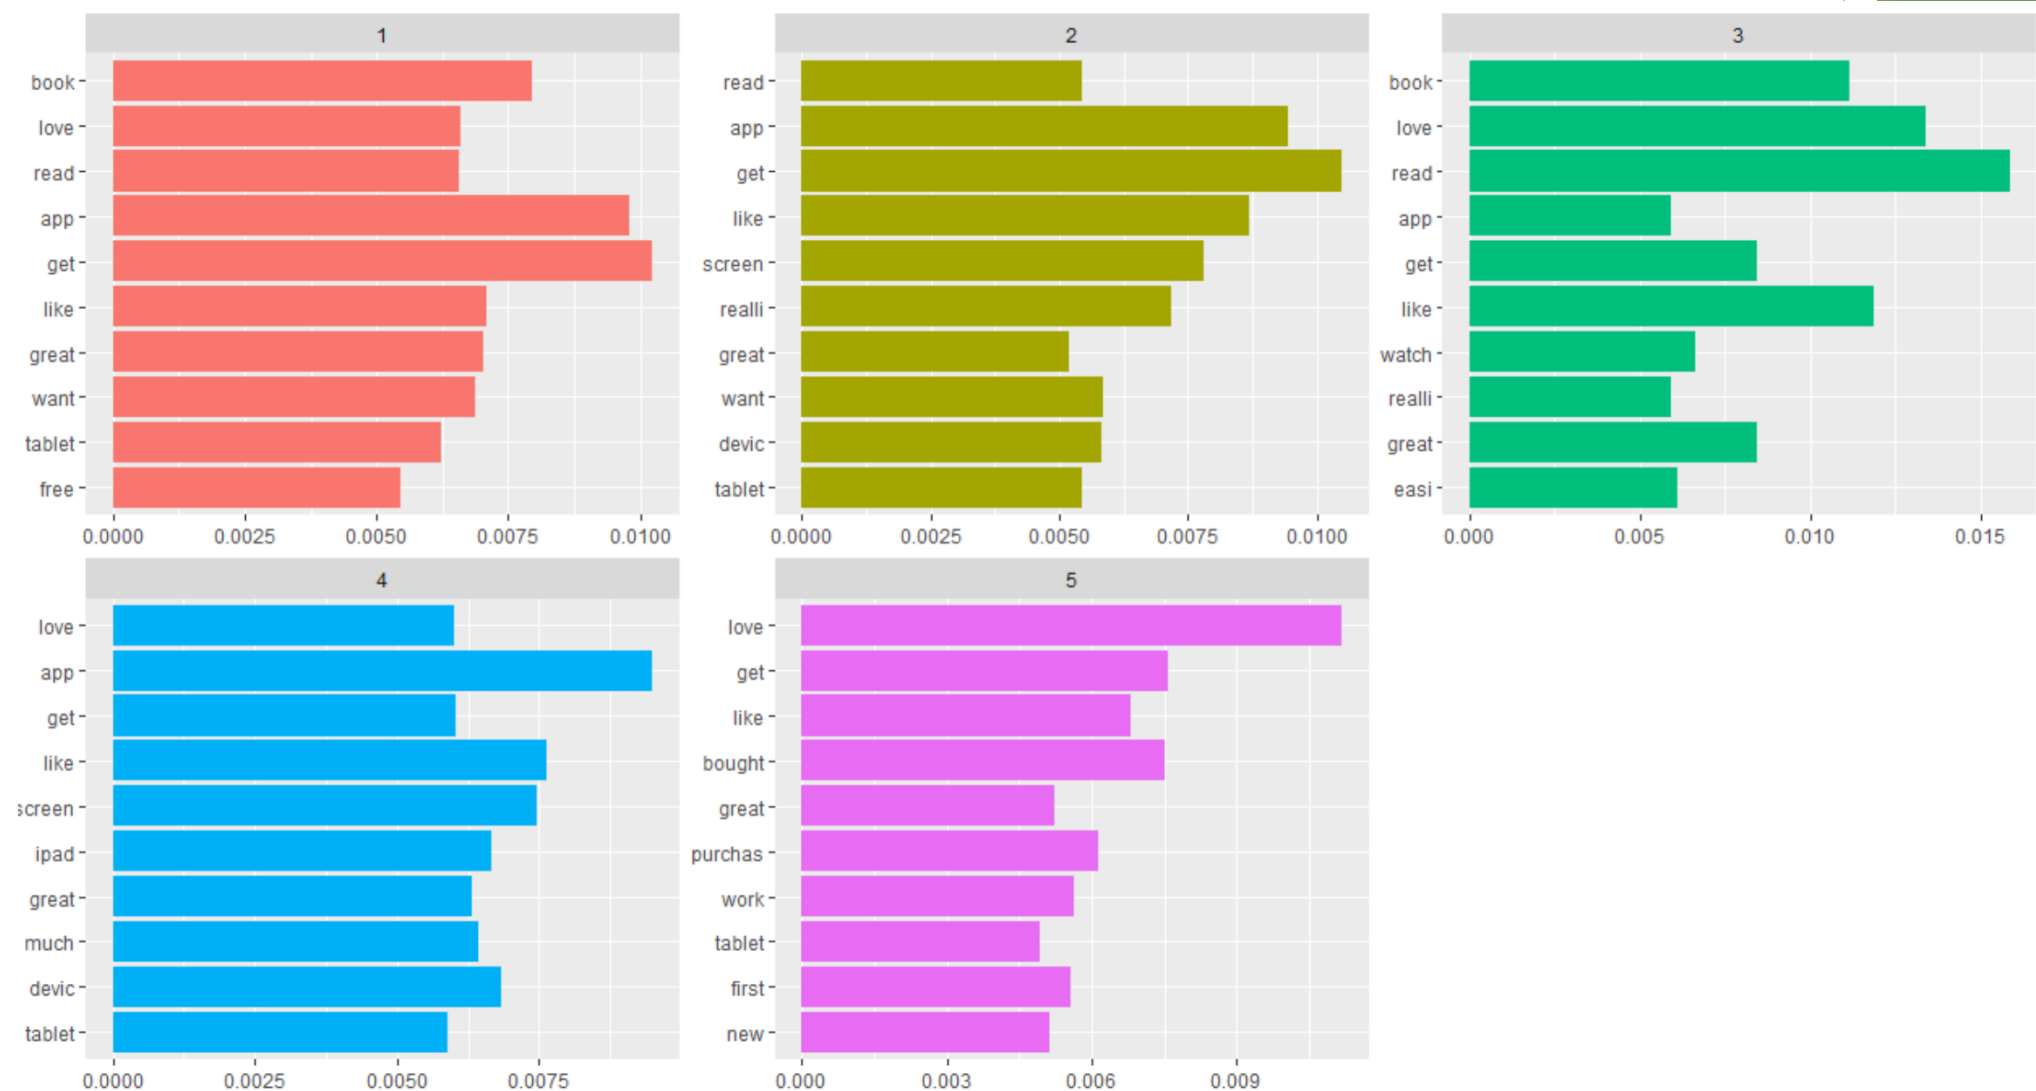 1
book
love
read
app
get
like
great
want
tablet
free
0.0000 0.0025 0.0050 0.0075 0.0100
2
read
app
get
like
screen
realli
great
want
devic
tablet
0.0000 0.0025 0.0050 0.0075 0.0100
3
book
love
read
app
get
like
watch
realli
great
easi
0.000 0.005 0.010 0.015
4
love
app
get
like
screen
ipad
great
much
devic
tablet
0.0000 0.0025 0.0050 0.0075
5
love
get
like
bought
great
purchas
work
tablet
first
new
0.000 0.003 0.006 0.009